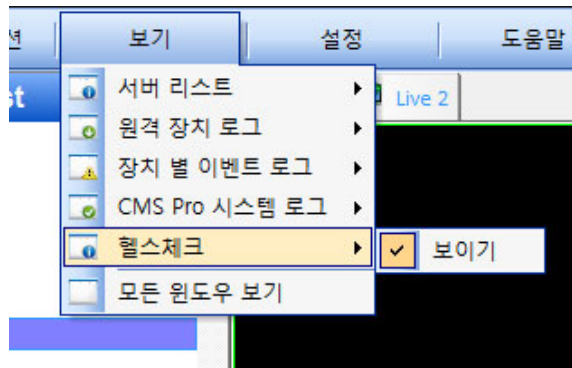 보기
설정
도움말
Live 2
서버 리스트
원격 장치 로그
장치 별 이벤트 로그
CMS Pro 시스템 로그
헬스체크
보이기
모든 윈도우 보기